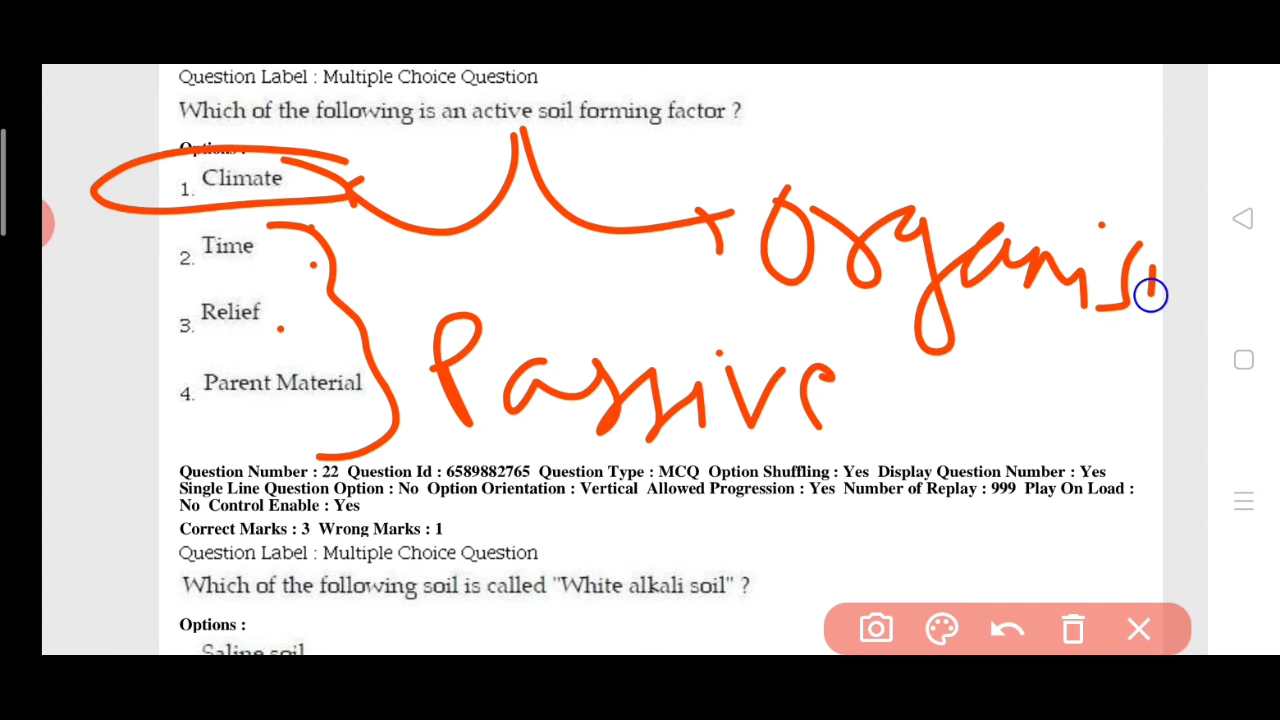 Question Label : Multiple Choice Question
Which of the following is an active soil forming factor ?
Options :
1. Climate
2. Time
3. Relief
4. Parent Material
Organis
Passive
Question Number : 22 Question Id : 6589882765 Question Type : MCQ Option Shuffling : Yes Display Question Number : Yes
Single Line Question Option : No Option Orientation : Vertical Allowed Progression : Yes Number of Replay : 999 Play On Load :
No Control Enable : Yes
Correct Marks : 3 Wrong Marks : 1
Question Label : Multiple Choice Question
Which of the following soil is called "White alkali soil" ?
Options :
Saline soil